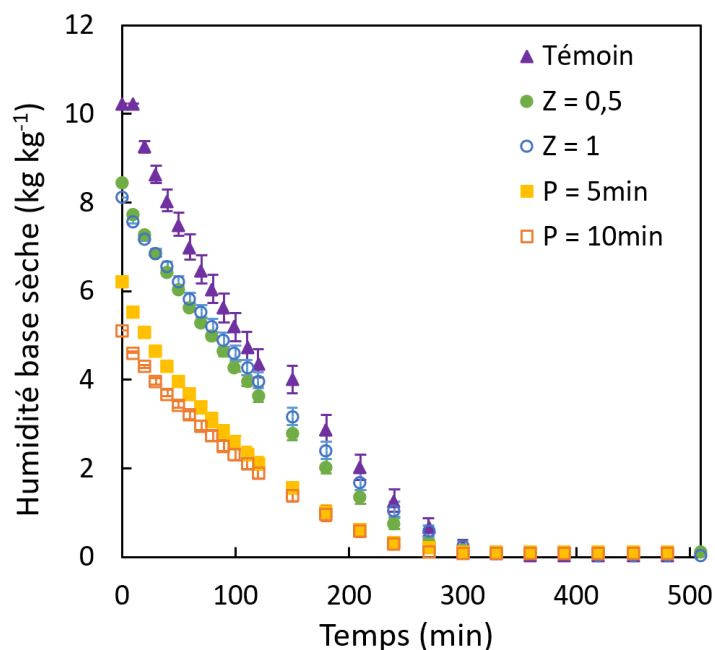 12
10
8
6
4
2
0
Humidité base sèche (kg kg⁻¹)
Témoin
Z = 0,5
Z = 1
P = 5min
P = 10min
0 100 200 300 400 500
Temps (min)